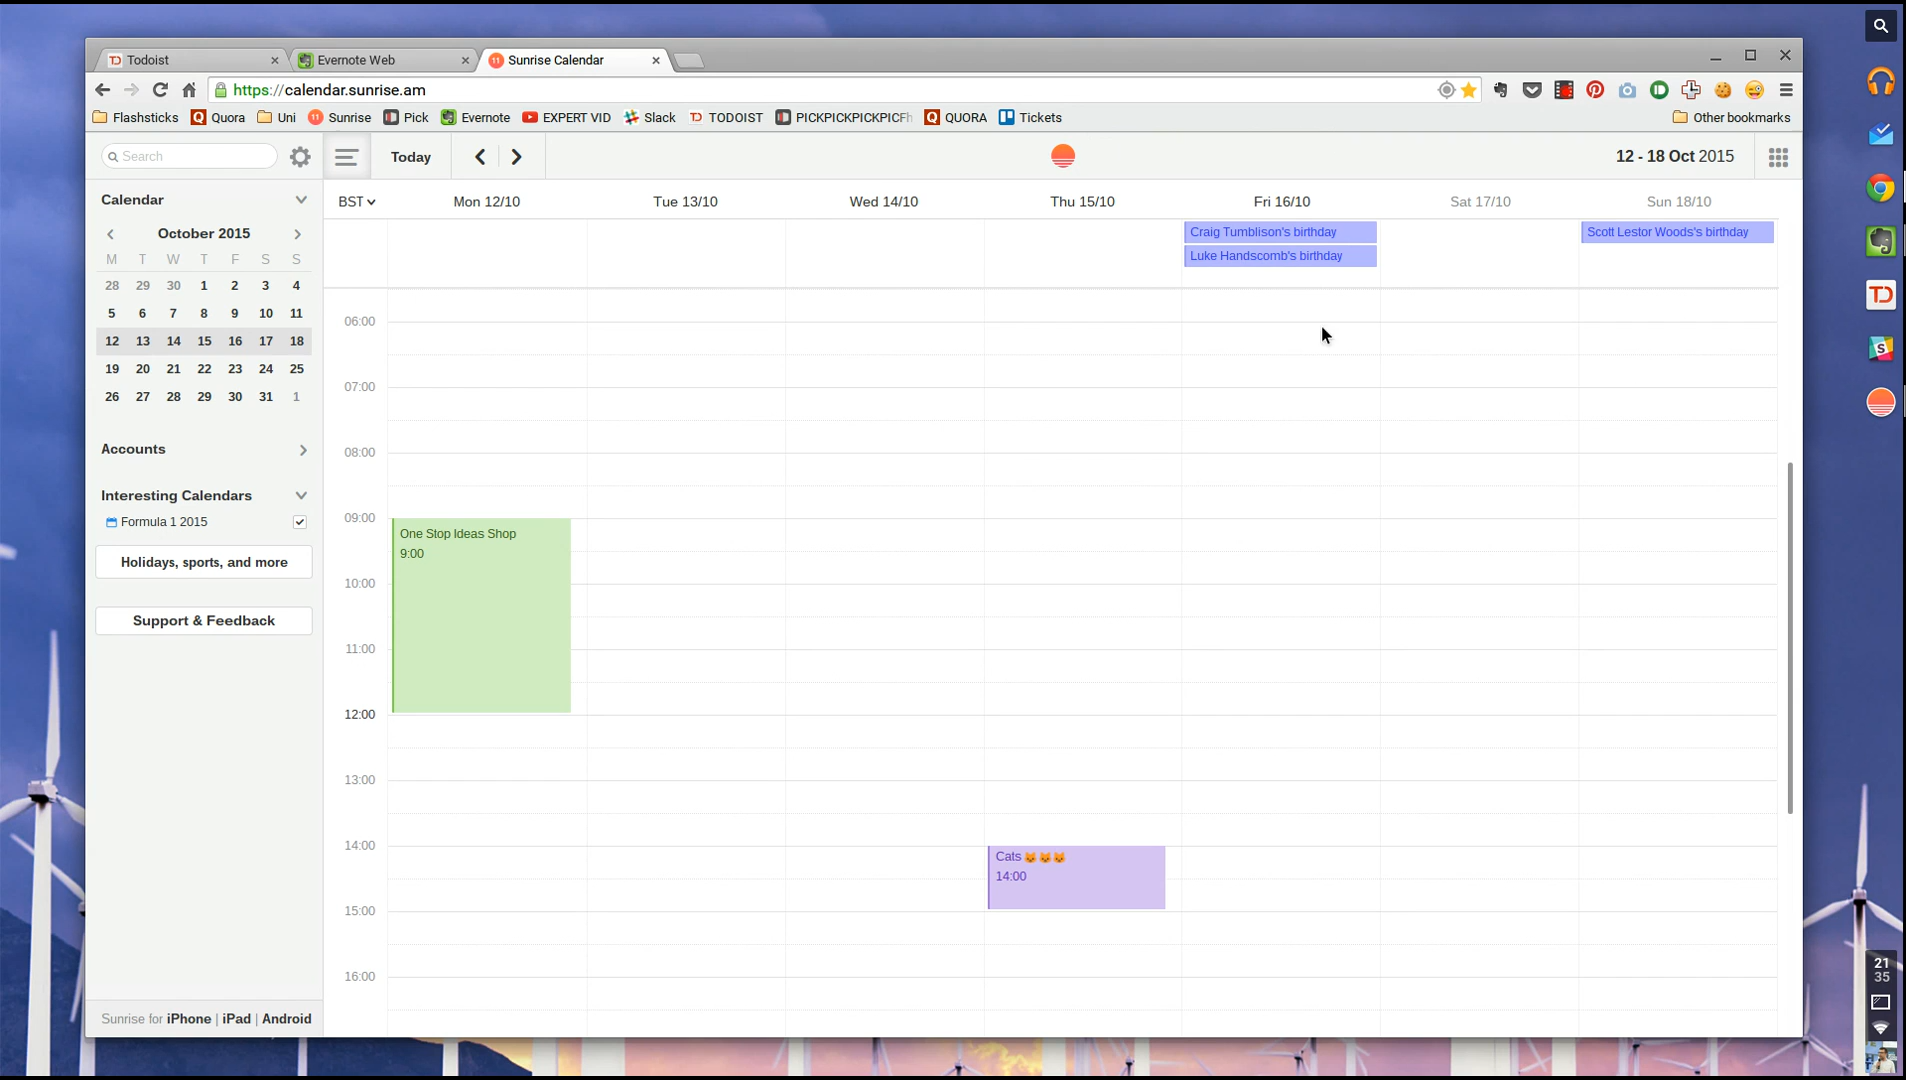 Todoist
Evernote Web
Sunrise Calendar
https://calendar.sunrise.am
Flashsticks
Quora
Uni
Sunrise
Pick
Evernote
EXPERT VID
Slack
TODOIST
PICKPICKPICKPICFh
QUORA
Tickets
Other bookmarks
Search
Today
12 - 18 Oct 2015
Calendar
October 2015
M T W T F S S
28 29 30 1 2 3 4
5 6 7 8 9 10 11
12 13 14 15 16 17 18
19 20 21 22 23 24 25
26 27 28 29 30 31 1
Accounts
Interesting Calendars
Formula 1 2015
Holidays, sports, and more
Support & Feedback
Sunrise for iPhone | iPad | Android
BST
Mon 12/10
Tue 13/10
Wed 14/10
Thu 15/10
Fri 16/10
Sat 17/10
Sun 18/10
Craig Tumblison's birthday
Luke Handscomb's birthday
Scott Lestor Woods's birthday
06:00
07:00
08:00
09:00
One Stop Ideas Shop
9:00
10:00
11:00
12:00
13:00
14:00
Cats 🐱🐱🐱
14:00
15:00
16:00
21
35